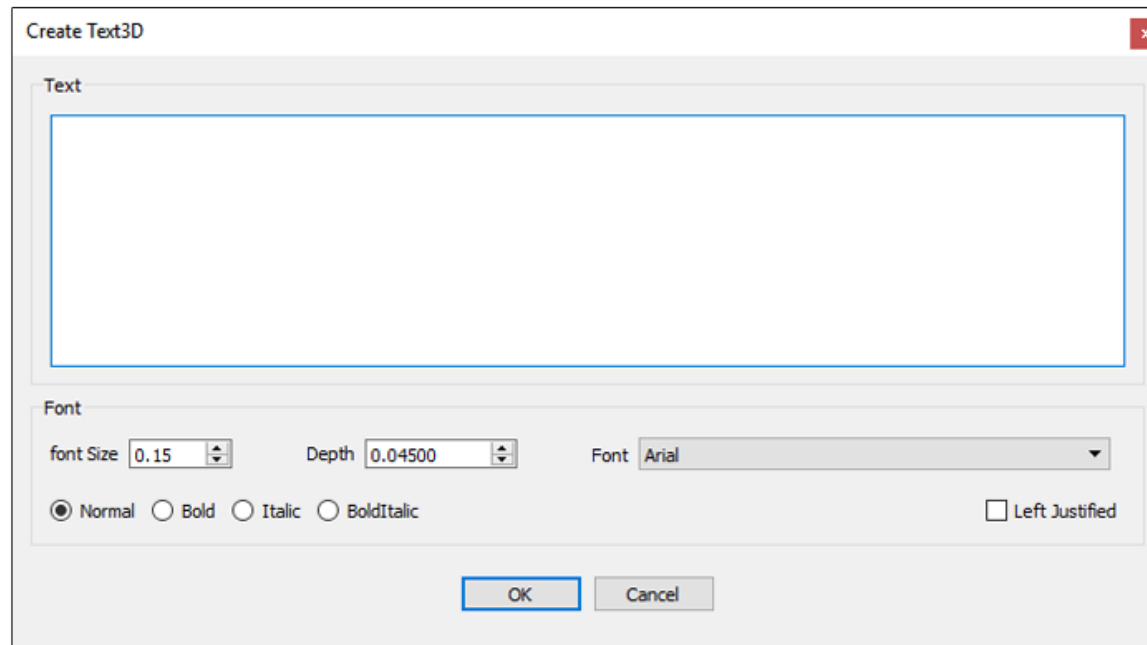 Create Text3D
Text
Font
font Size 0.15 Depth 0.04500 Font Arial
Normal Bold Italic BoldItalic Left Justified
OK Cancel